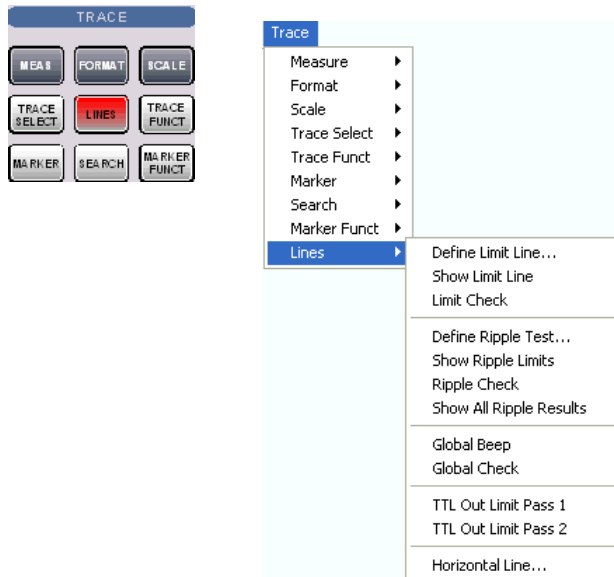 TRACE
MEAS FORMAT SCALE
TRACE SELECT LINES TRACE FUNCT
MARKER SEARCH MARKER FUNCT
Trace
Measure
Format
Scale
Trace Select
Trace Funct
Marker
Search
Marker Funct
Lines
Define Limit Line...
Show Limit Line
Limit Check
Define Ripple Test...
Show Ripple Limits
Ripple Check
Show All Ripple Results
Global Beep
Global Check
TTL Out Limit Pass 1
TTL Out Limit Pass 2
Horizontal Line...